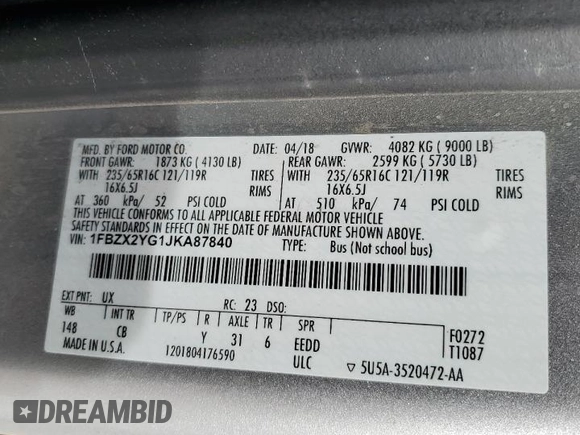 MFD. BY FORD MOTOR CO. DATE: 04/18 GVWR: 4082 KG ( 9000 LB)
FRONT GAWR: 1873 KG ( 4130 LB) REAR GAWR: 2599 KG ( 5730 LB)
WITH 235/65R16C 121/119R TIRES WITH 235/65R16C 121/119R TIRES
16X6.5J RIMS 16X6.5J RIMS
AT 360 kPa/ 52 PSI COLD AT 510 kPa/ 74 PSI COLD
THIS VEHICLE CONFORMS TO ALL APPLICABLE FEDERAL MOTOR VEHICLE
SAFETY STANDARDS IN EFFECT ON THE DATE OF MANUFACTURE SHOWN ABOVE.
VIN: 1FBZX2YG1JKA87840 TYPE: Bus (Not school bus)
EXT PNT: UX RC: 23 DSO:
WB INT TR TP/PS R AXLE TR SPR F0272
148 CB Y 31 6 EEDD T1087
MADE IN U.S.A. 1201804176590 ULC ▽ 5U5A-3520472-AA
DREAMBID